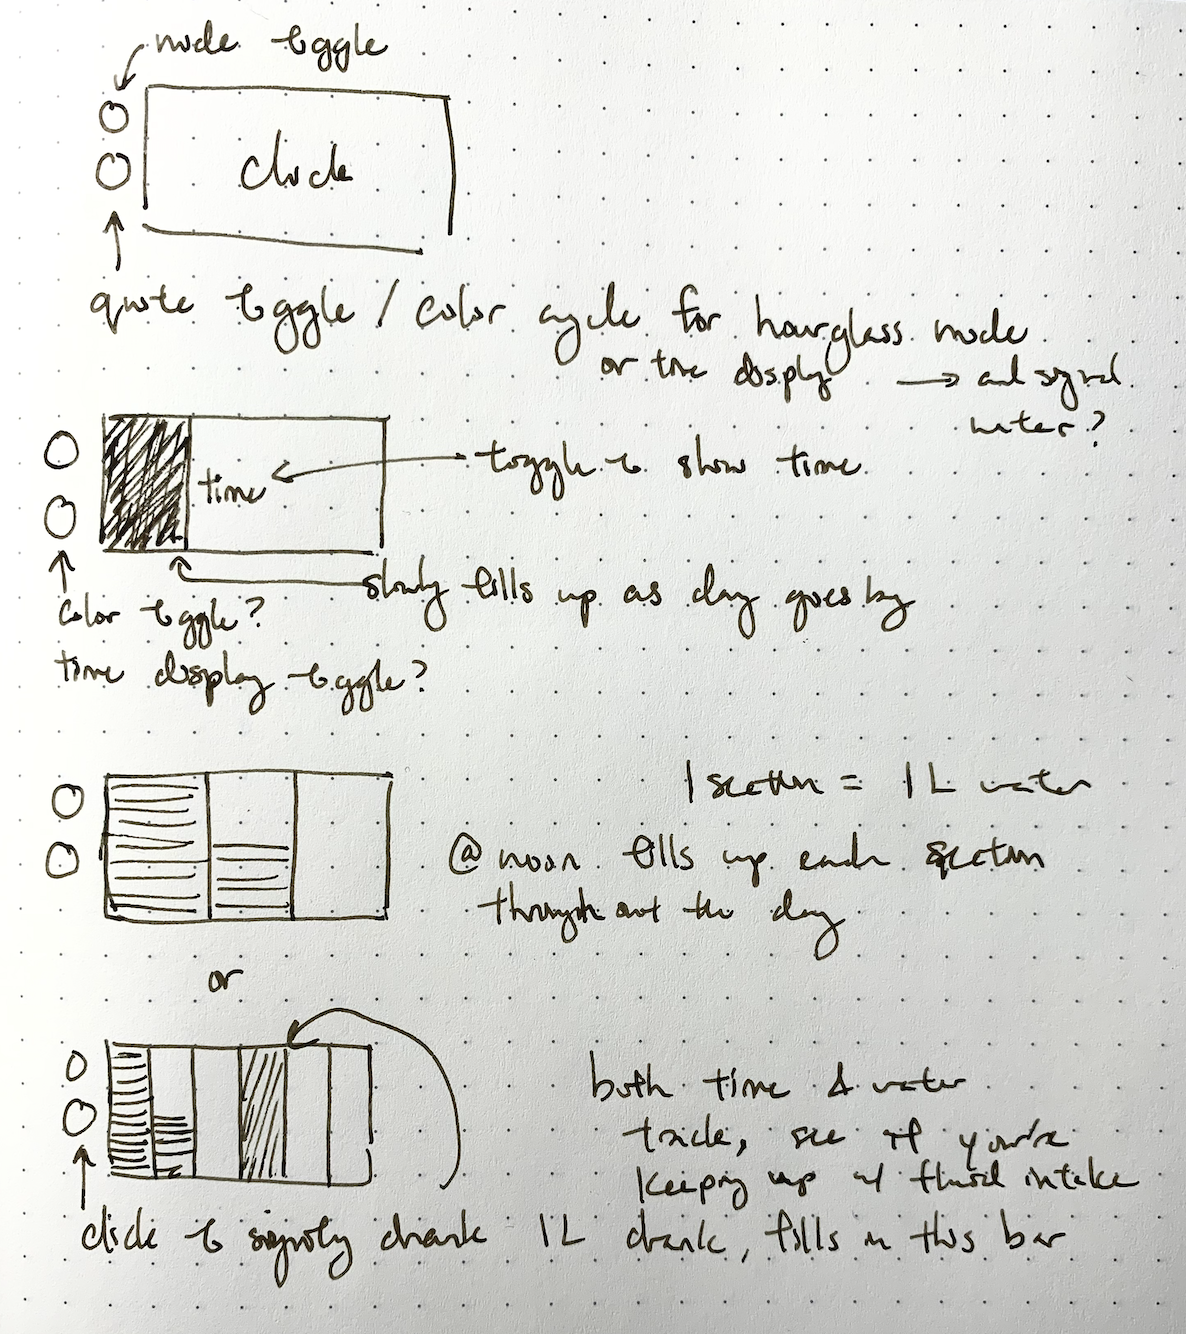 mode toggle
clock
quote toggle / color cycle for hourglass mode
or time display → and signal
water?
time ← toggle to show time
slowly fills up as day goes by
color toggle?
time display toggle?
1 section = 1 L water
@ noon fills up each section
throughout the day
or
both time & water
track, see if you're
keeping up w/ fluid intake
click to signify drank 1L drank, fills in this bar